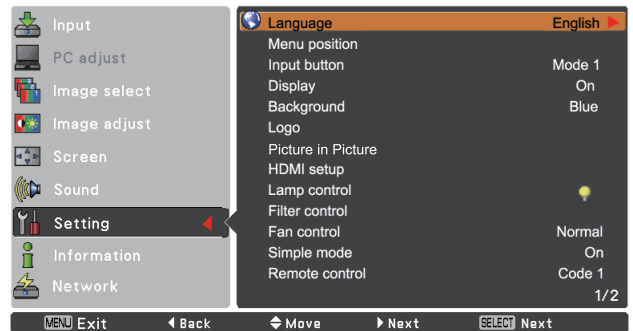 Input
PC adjust
Image select
Image adjust
Screen
Sound
Setting
Information
Network
Language English
Menu position
Input button Mode 1
Display On
Background Blue
Logo
Picture in Picture
HDMI setup
Lamp control
Filter control
Fan control Normal
Simple mode On
Remote control Code 1
1/2
MENU Exit Back Move Next SELECT Next